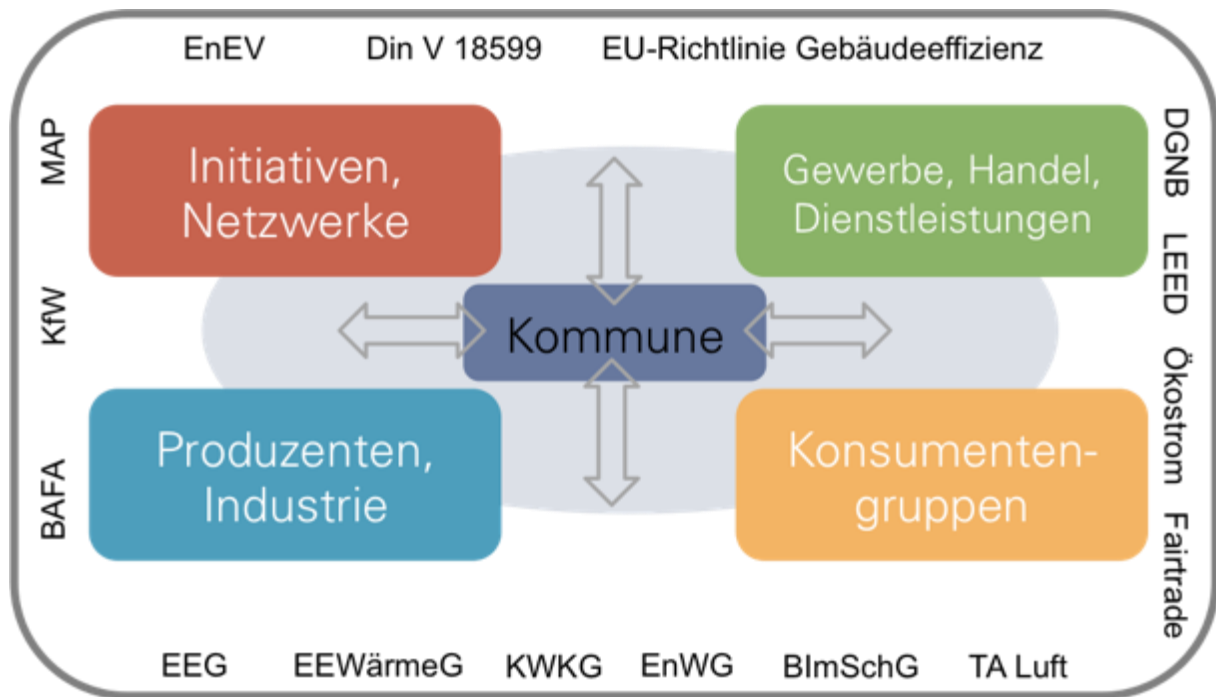 EnEV Din V 18599 EU-Richtlinie Gebäudeeffizienz
MAP
KfW
BAFA
Initiativen,
Netzwerke
Gewerbe, Handel,
Dienstleistungen
Kommune
Produzenten,
Industrie
Konsumenten-
gruppen
DGNB
LEED
Ökostrom
Fairtrade
EEG EEWärmeG KWKG EnWG BImSchG TA Luft